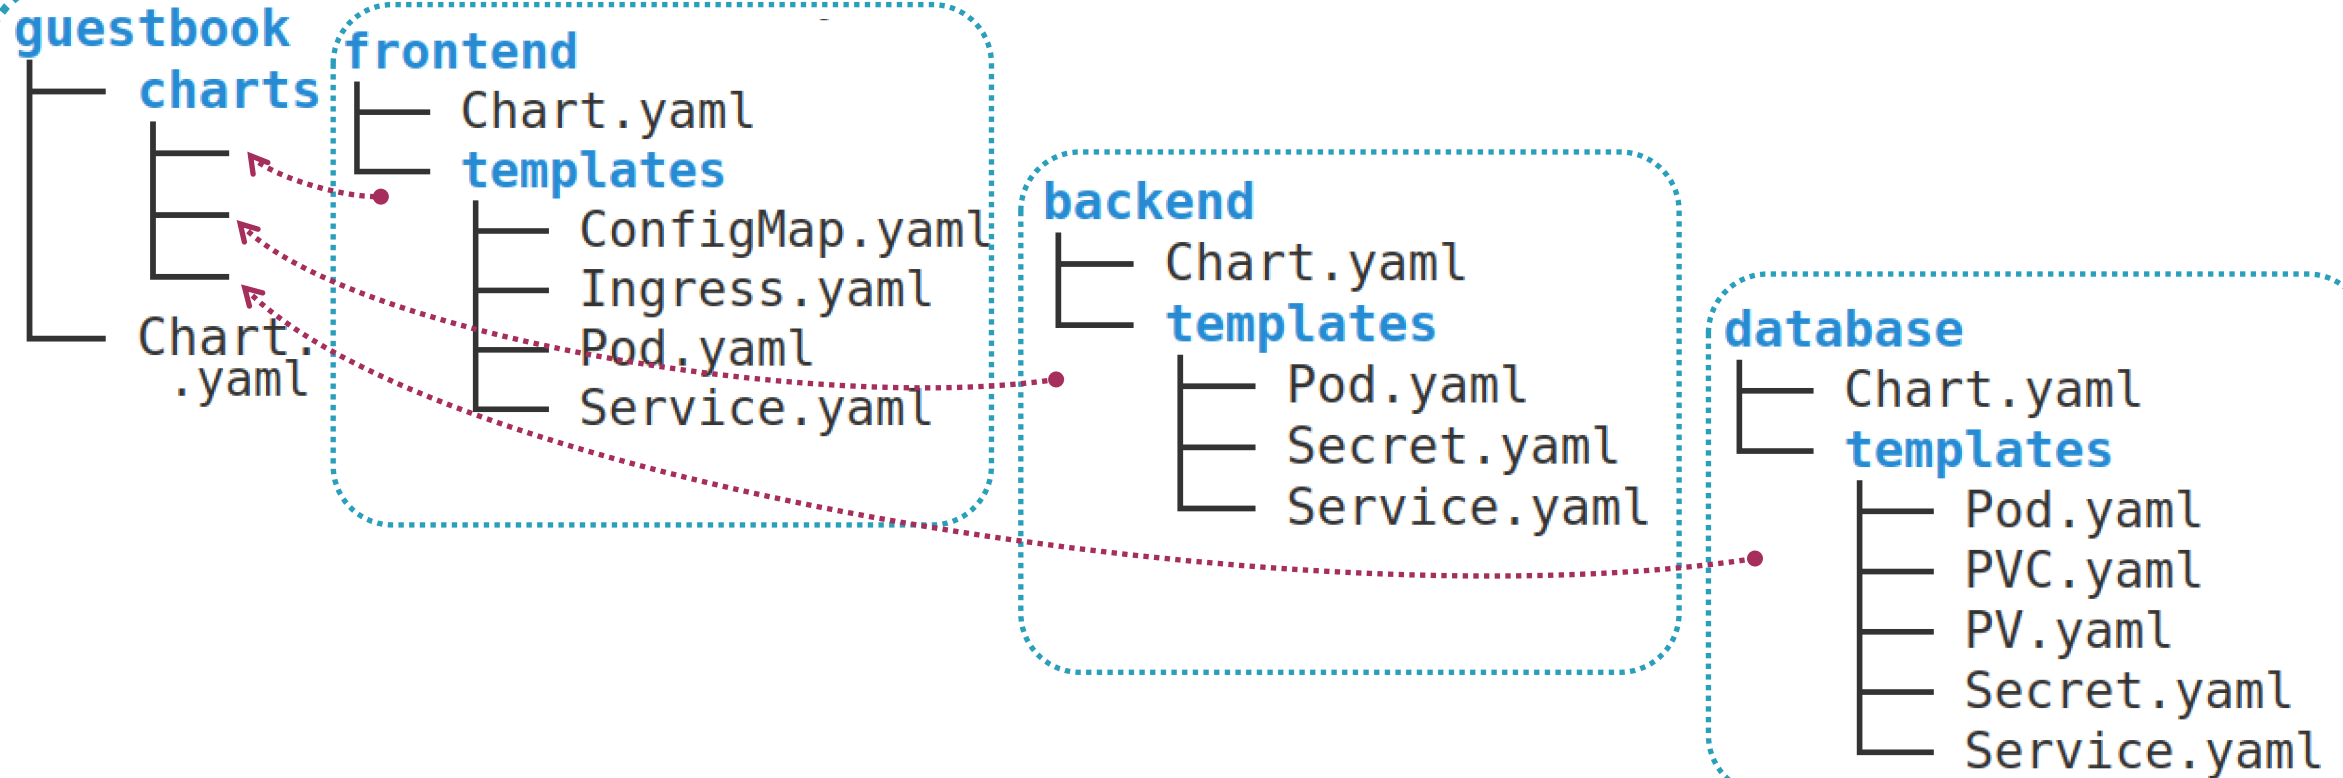 guestbook
charts
Chart.
.yaml
frontend
Chart.yaml
templates
ConfigMap.yaml
Ingress.yaml
Pod.yaml
Service.yaml
backend
Chart.yaml
templates
Pod.yaml
Secret.yaml
Service.yaml
database
Chart.yaml
templates
Pod.yaml
PVC.yaml
PV.yaml
Secret.yaml
Service.yaml